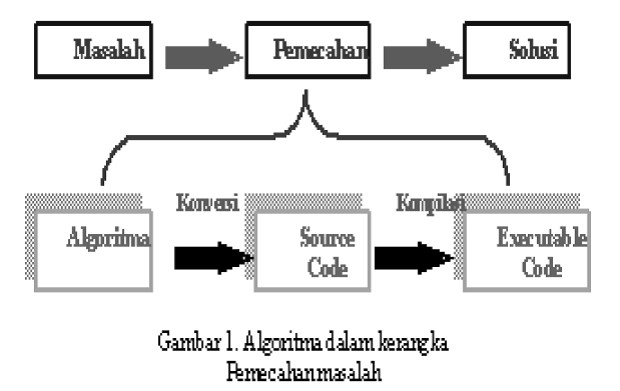 Masalah
Pemecahan
Solusi
Konversi
Kompilasi
Algoritma
Source
Code
Executable
Code
Gambar 1. Algoritma dalam kerangka
Pemecahan masalah